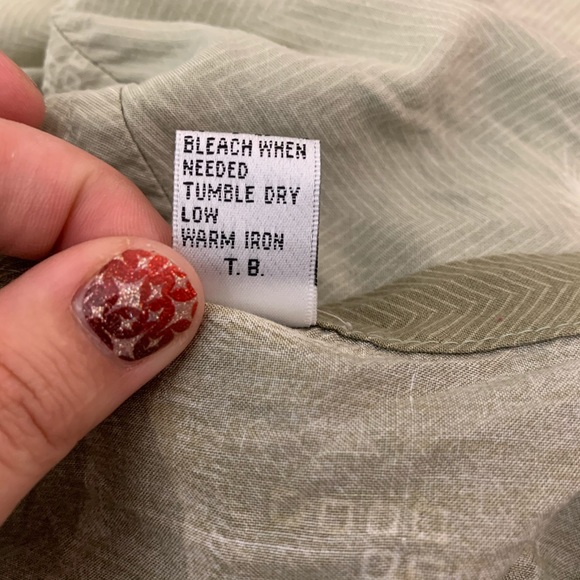 BLEACH WHEN
NEEDED
TUMBLE DRY
LOW
WARM IRON
T. B.